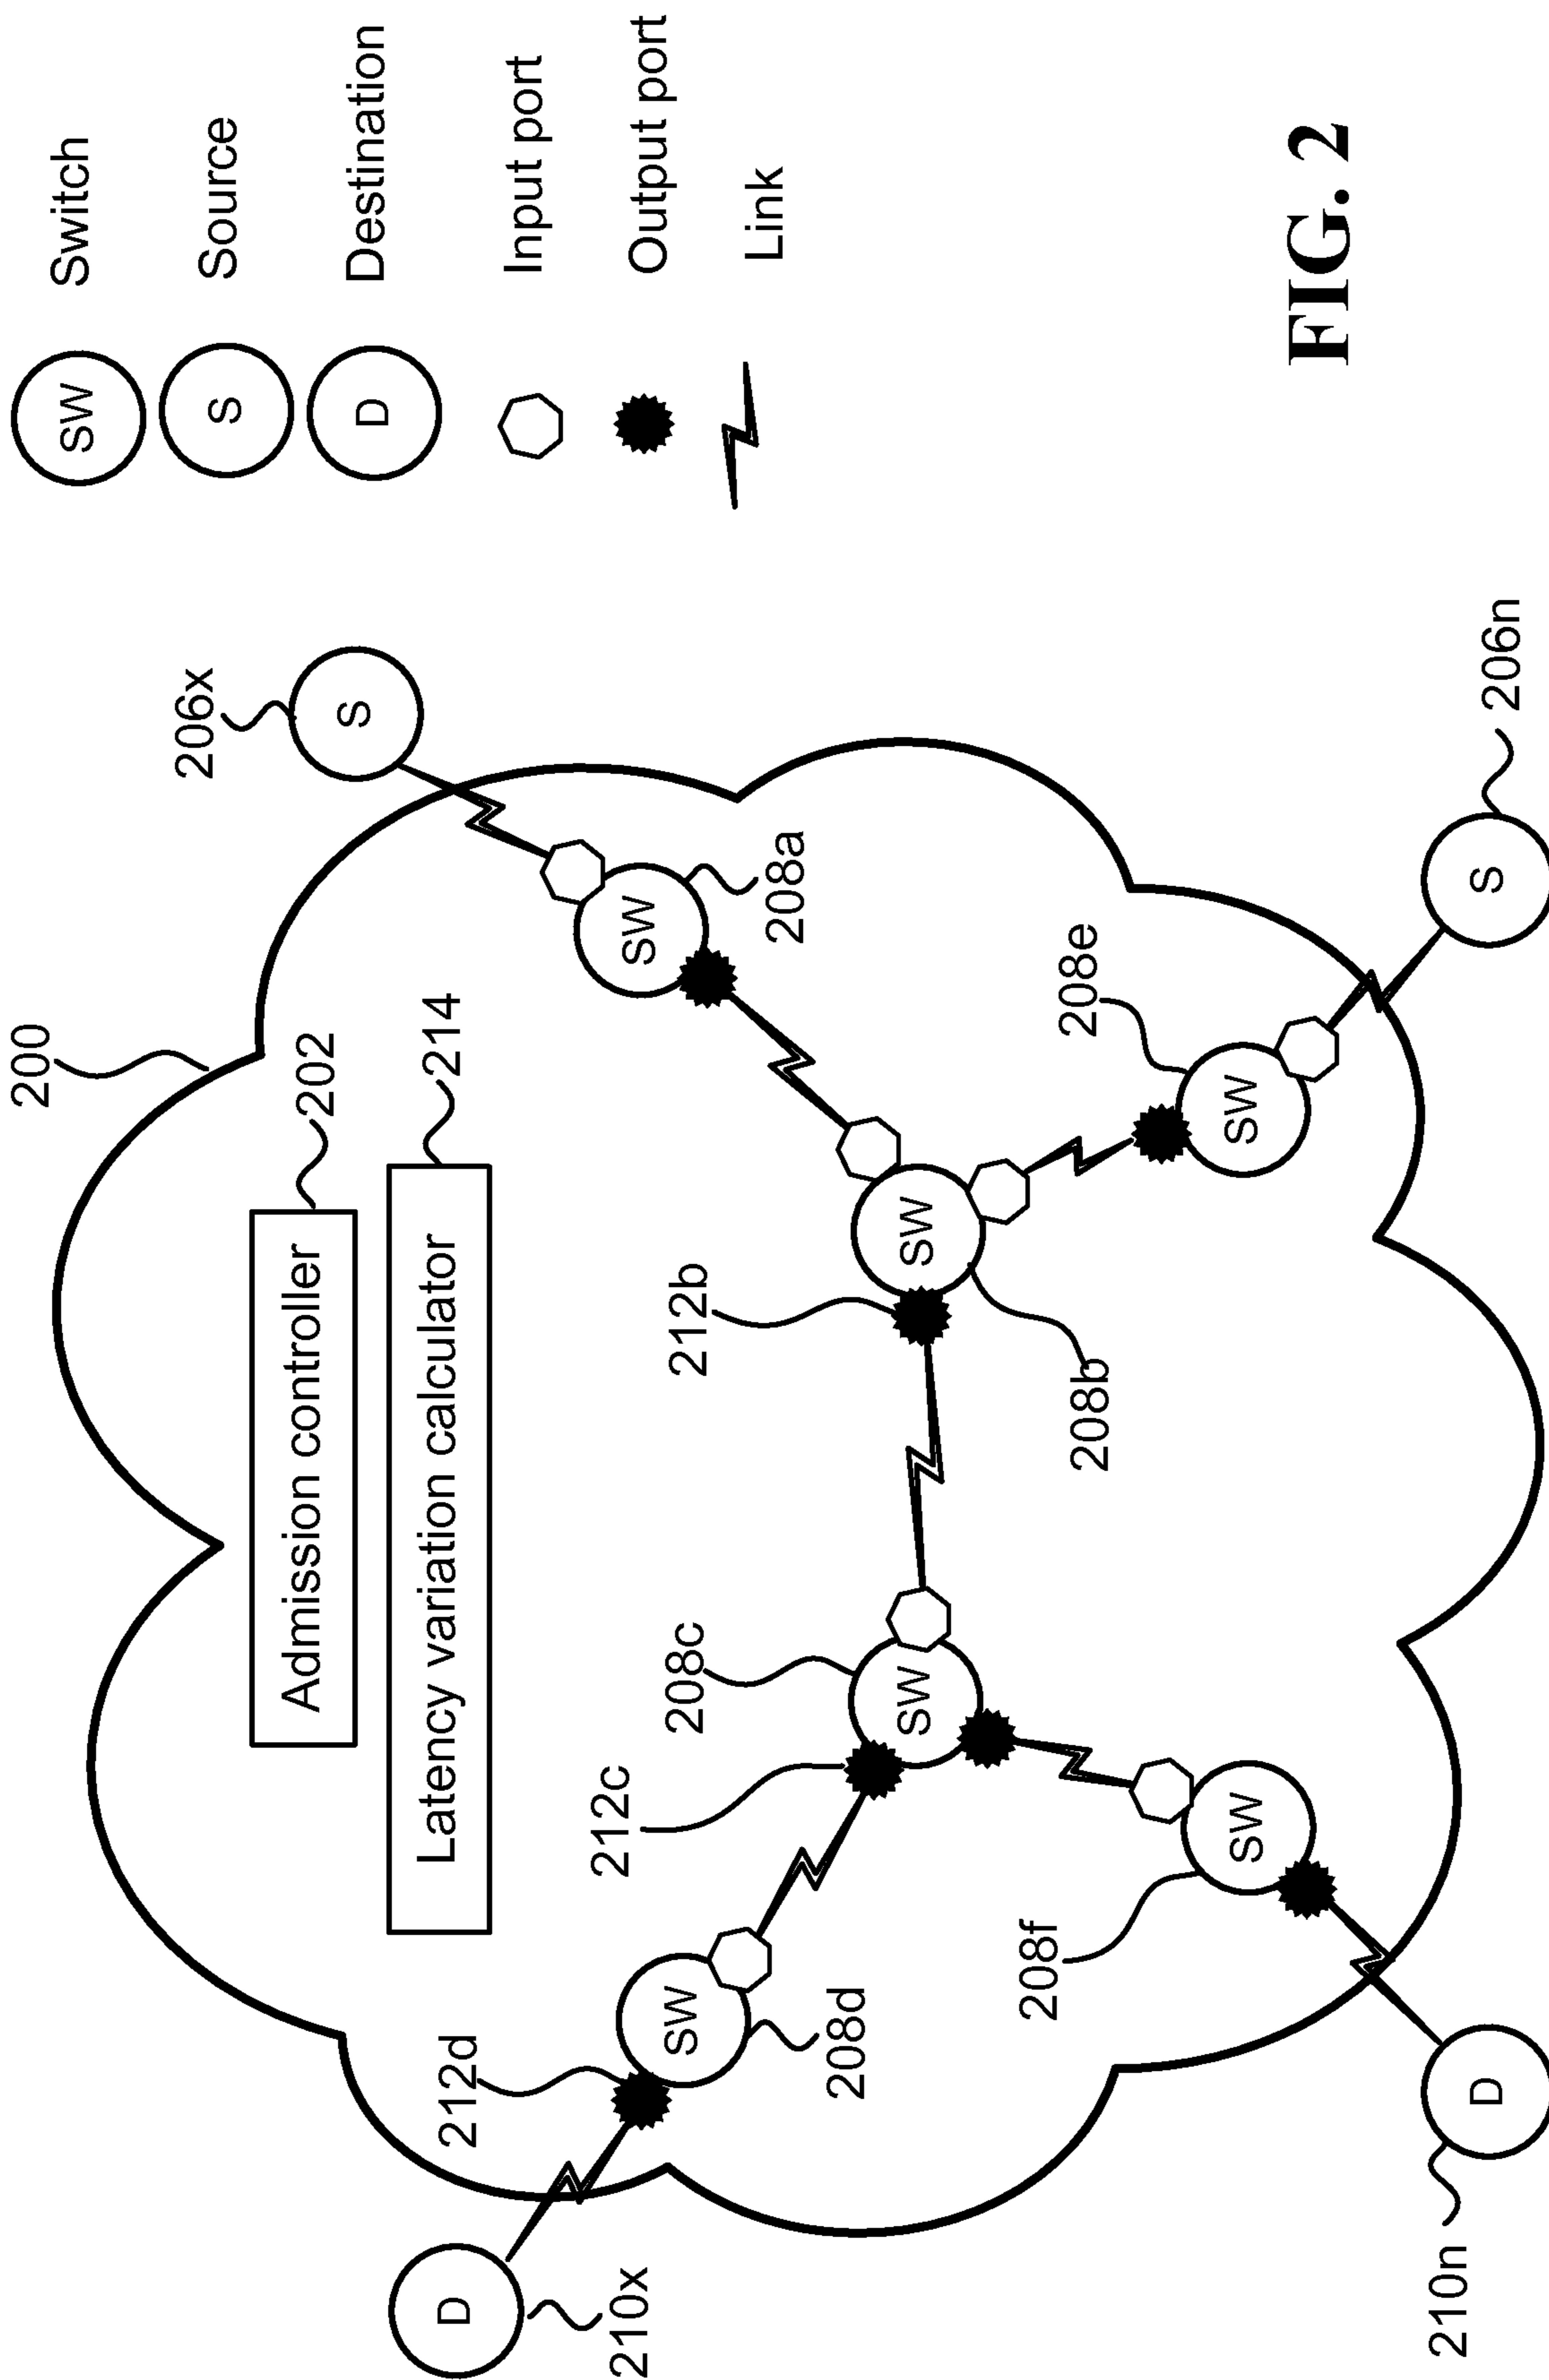 200
Admission controller
202
Latency variation calculator
214
D
210x
212d
SW
208d
212c
208c
SW
212b
SW
208b
SW
208a
S
206x
208f
SW
208e
SW
D
210n
S
206n
SW
Switch
S
Source
D
Destination
Input port
Output port
Link
FIG. 2